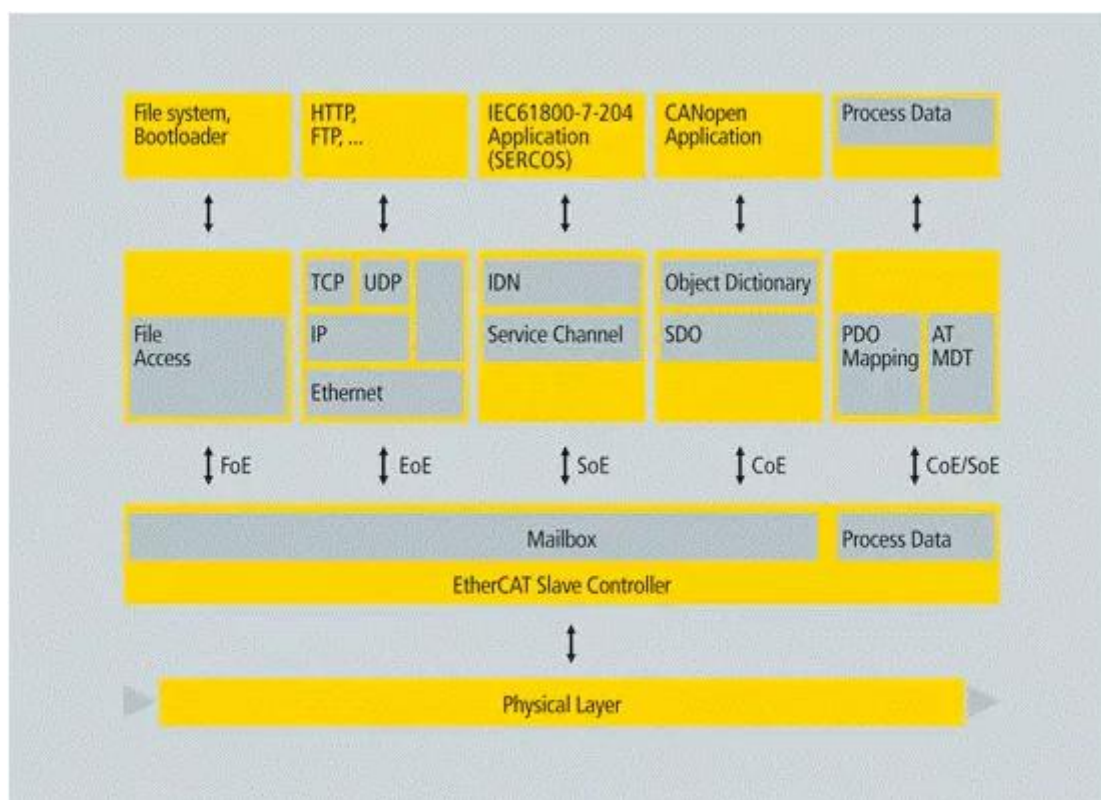 File system,
Bootloader
HTTP,
FTP, ...
IEC61800-7-204
Application
(SERCOS)
CANopen
Application
Process Data
File
Access
TCP UDP
IP
Ethernet
IDN
Service Channel
Object Dictionary
SDO
PDO
Mapping
AT
MDT
FoE
EoE
SoE
CoE
CoE/SoE
Mailbox
Process Data
EtherCAT Slave Controller
Physical Layer